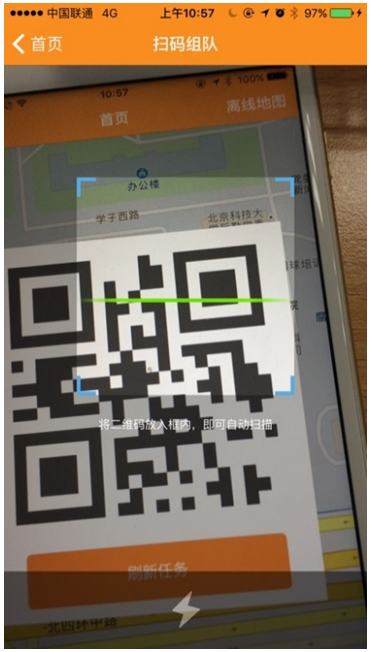 中国联通 4G 上午10:57 97%
首页 扫码组队
10:57 100%
首页 离线地图
办公楼
学子西路
北京科技大
将二维码放入框内，即可自动扫描
刷新任务
北四环中路